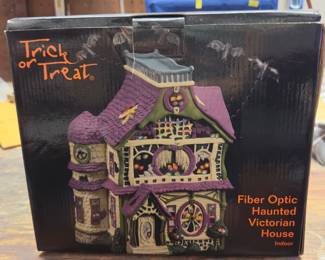 Trick
or Treat®
Fiber Optic
Haunted
Victorian
House
Indoor